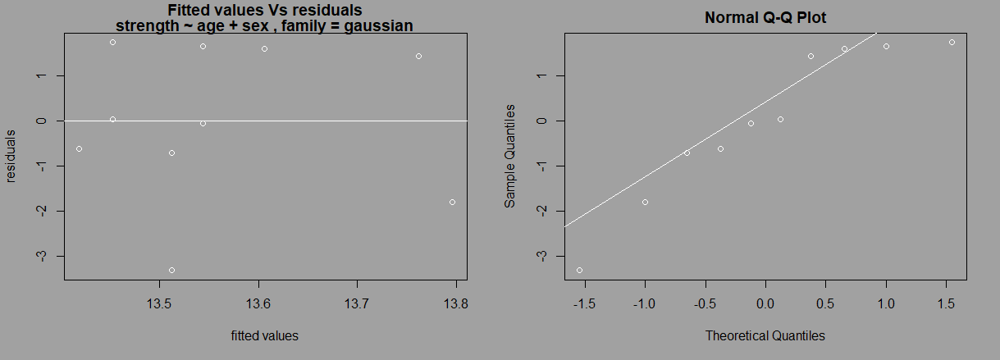 Fitted values Vs residuals
strength ~ age + sex , family = gaussian
residuals
1
0
-1
-2
-3
13.5 13.6 13.7 13.8
fitted values
Normal Q-Q Plot
Sample Quantiles
1
0
-1
-2
-3
-1.5 -1.0 -0.5 0.0 0.5 1.0 1.5
Theoretical Quantiles